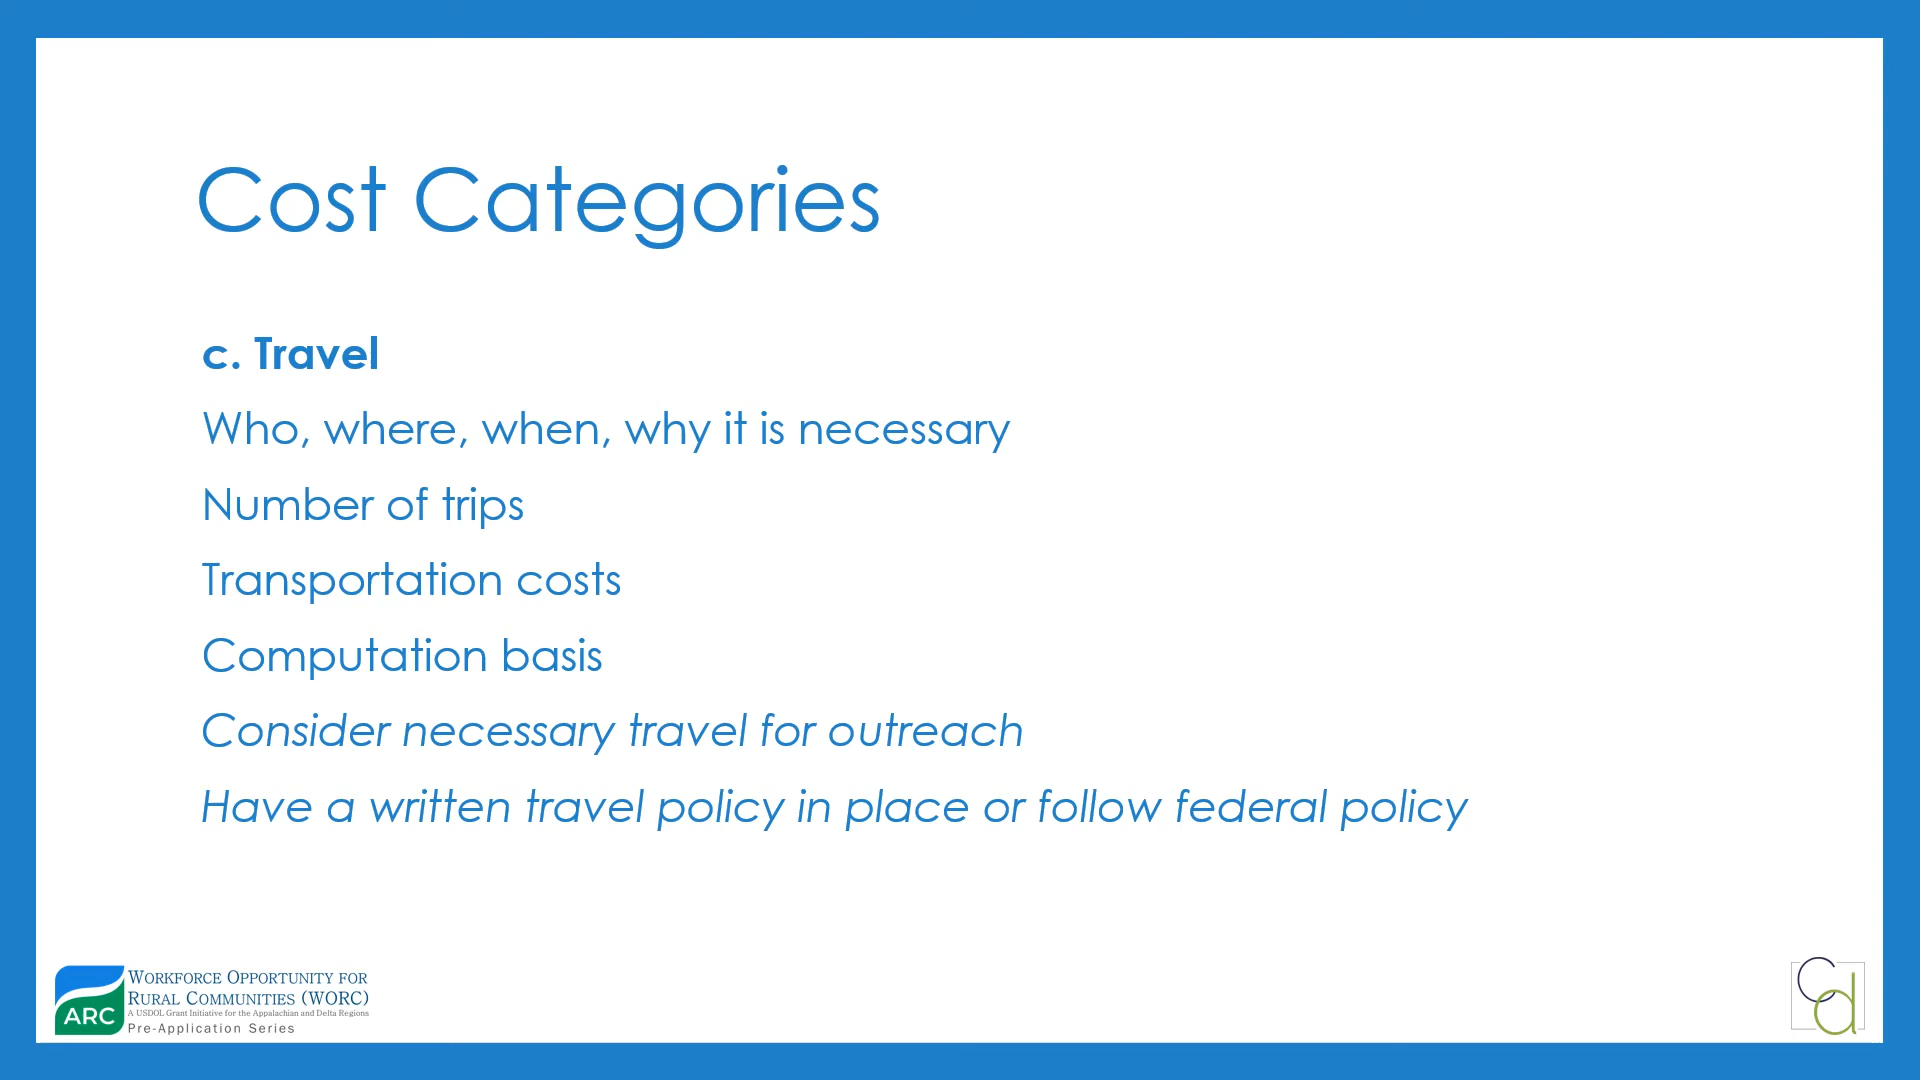 Cost Categories
c. Travel
Who, where, when, why it is necessary
Number of trips
Transportation costs
Computation basis
Consider necessary travel for outreach
Have a written travel policy in place or follow federal policy
ARC
WORKFORCE OPPORTUNITY FOR
RURAL COMMUNITIES (WORC)
A USDOL Grant Initiative for the Appalachian and Delta Regions
Pre-Application Series
cd